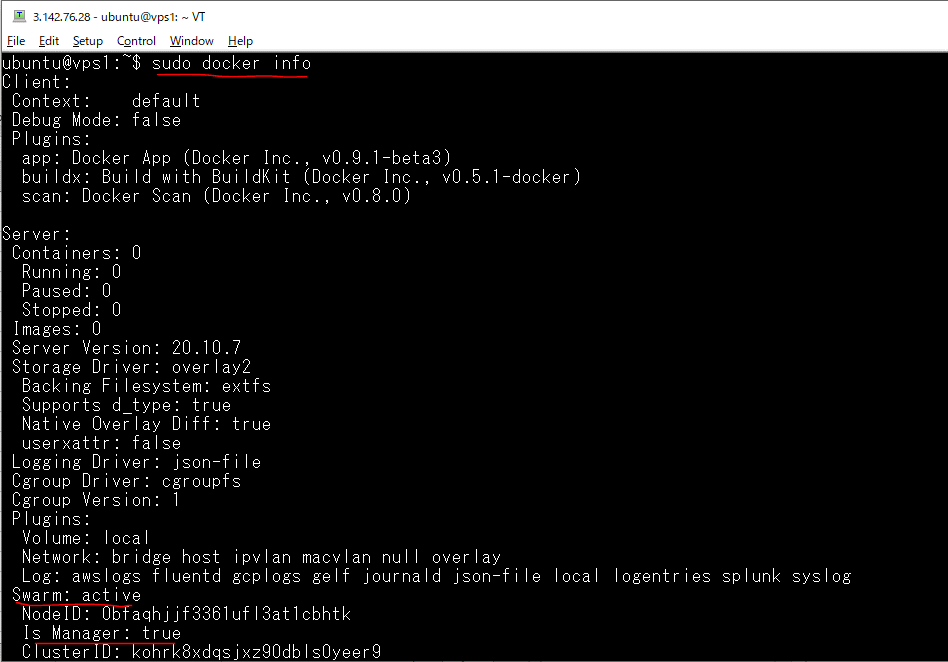 3.142.76.28 - ubuntu@vps1: ~ VT
File Edit Setup Control Window Help
ubuntu@vps1:~$ sudo docker info
Client:
 Context:    default
 Debug Mode: false
 Plugins:
  app: Docker App (Docker Inc., v0.9.1-beta3)
  buildx: Build with BuildKit (Docker Inc., v0.5.1-docker)
  scan: Docker Scan (Docker Inc., v0.8.0)

Server:
 Containers: 0
  Running: 0
  Paused: 0
  Stopped: 0
 Images: 0
 Server Version: 20.10.7
 Storage Driver: overlay2
  Backing Filesystem: extfs
  Supports d_type: true
  Native Overlay Diff: true
  userxattr: false
 Logging Driver: json-file
 Cgroup Driver: cgroupfs
 Cgroup Version: 1
 Plugins:
  Volume: local
  Network: bridge host ipvlan macvlan null overlay
  Log: awslogs fluentd gcplogs gelf journald json-file local logentries splunk syslog
 Swarm: active
  NodeID: 0bfaqhjjf3361ufl3at1cbhtk
  Is Manager: true
  ClusterID: kohrk8xdqsjxz90dbls0yeer9